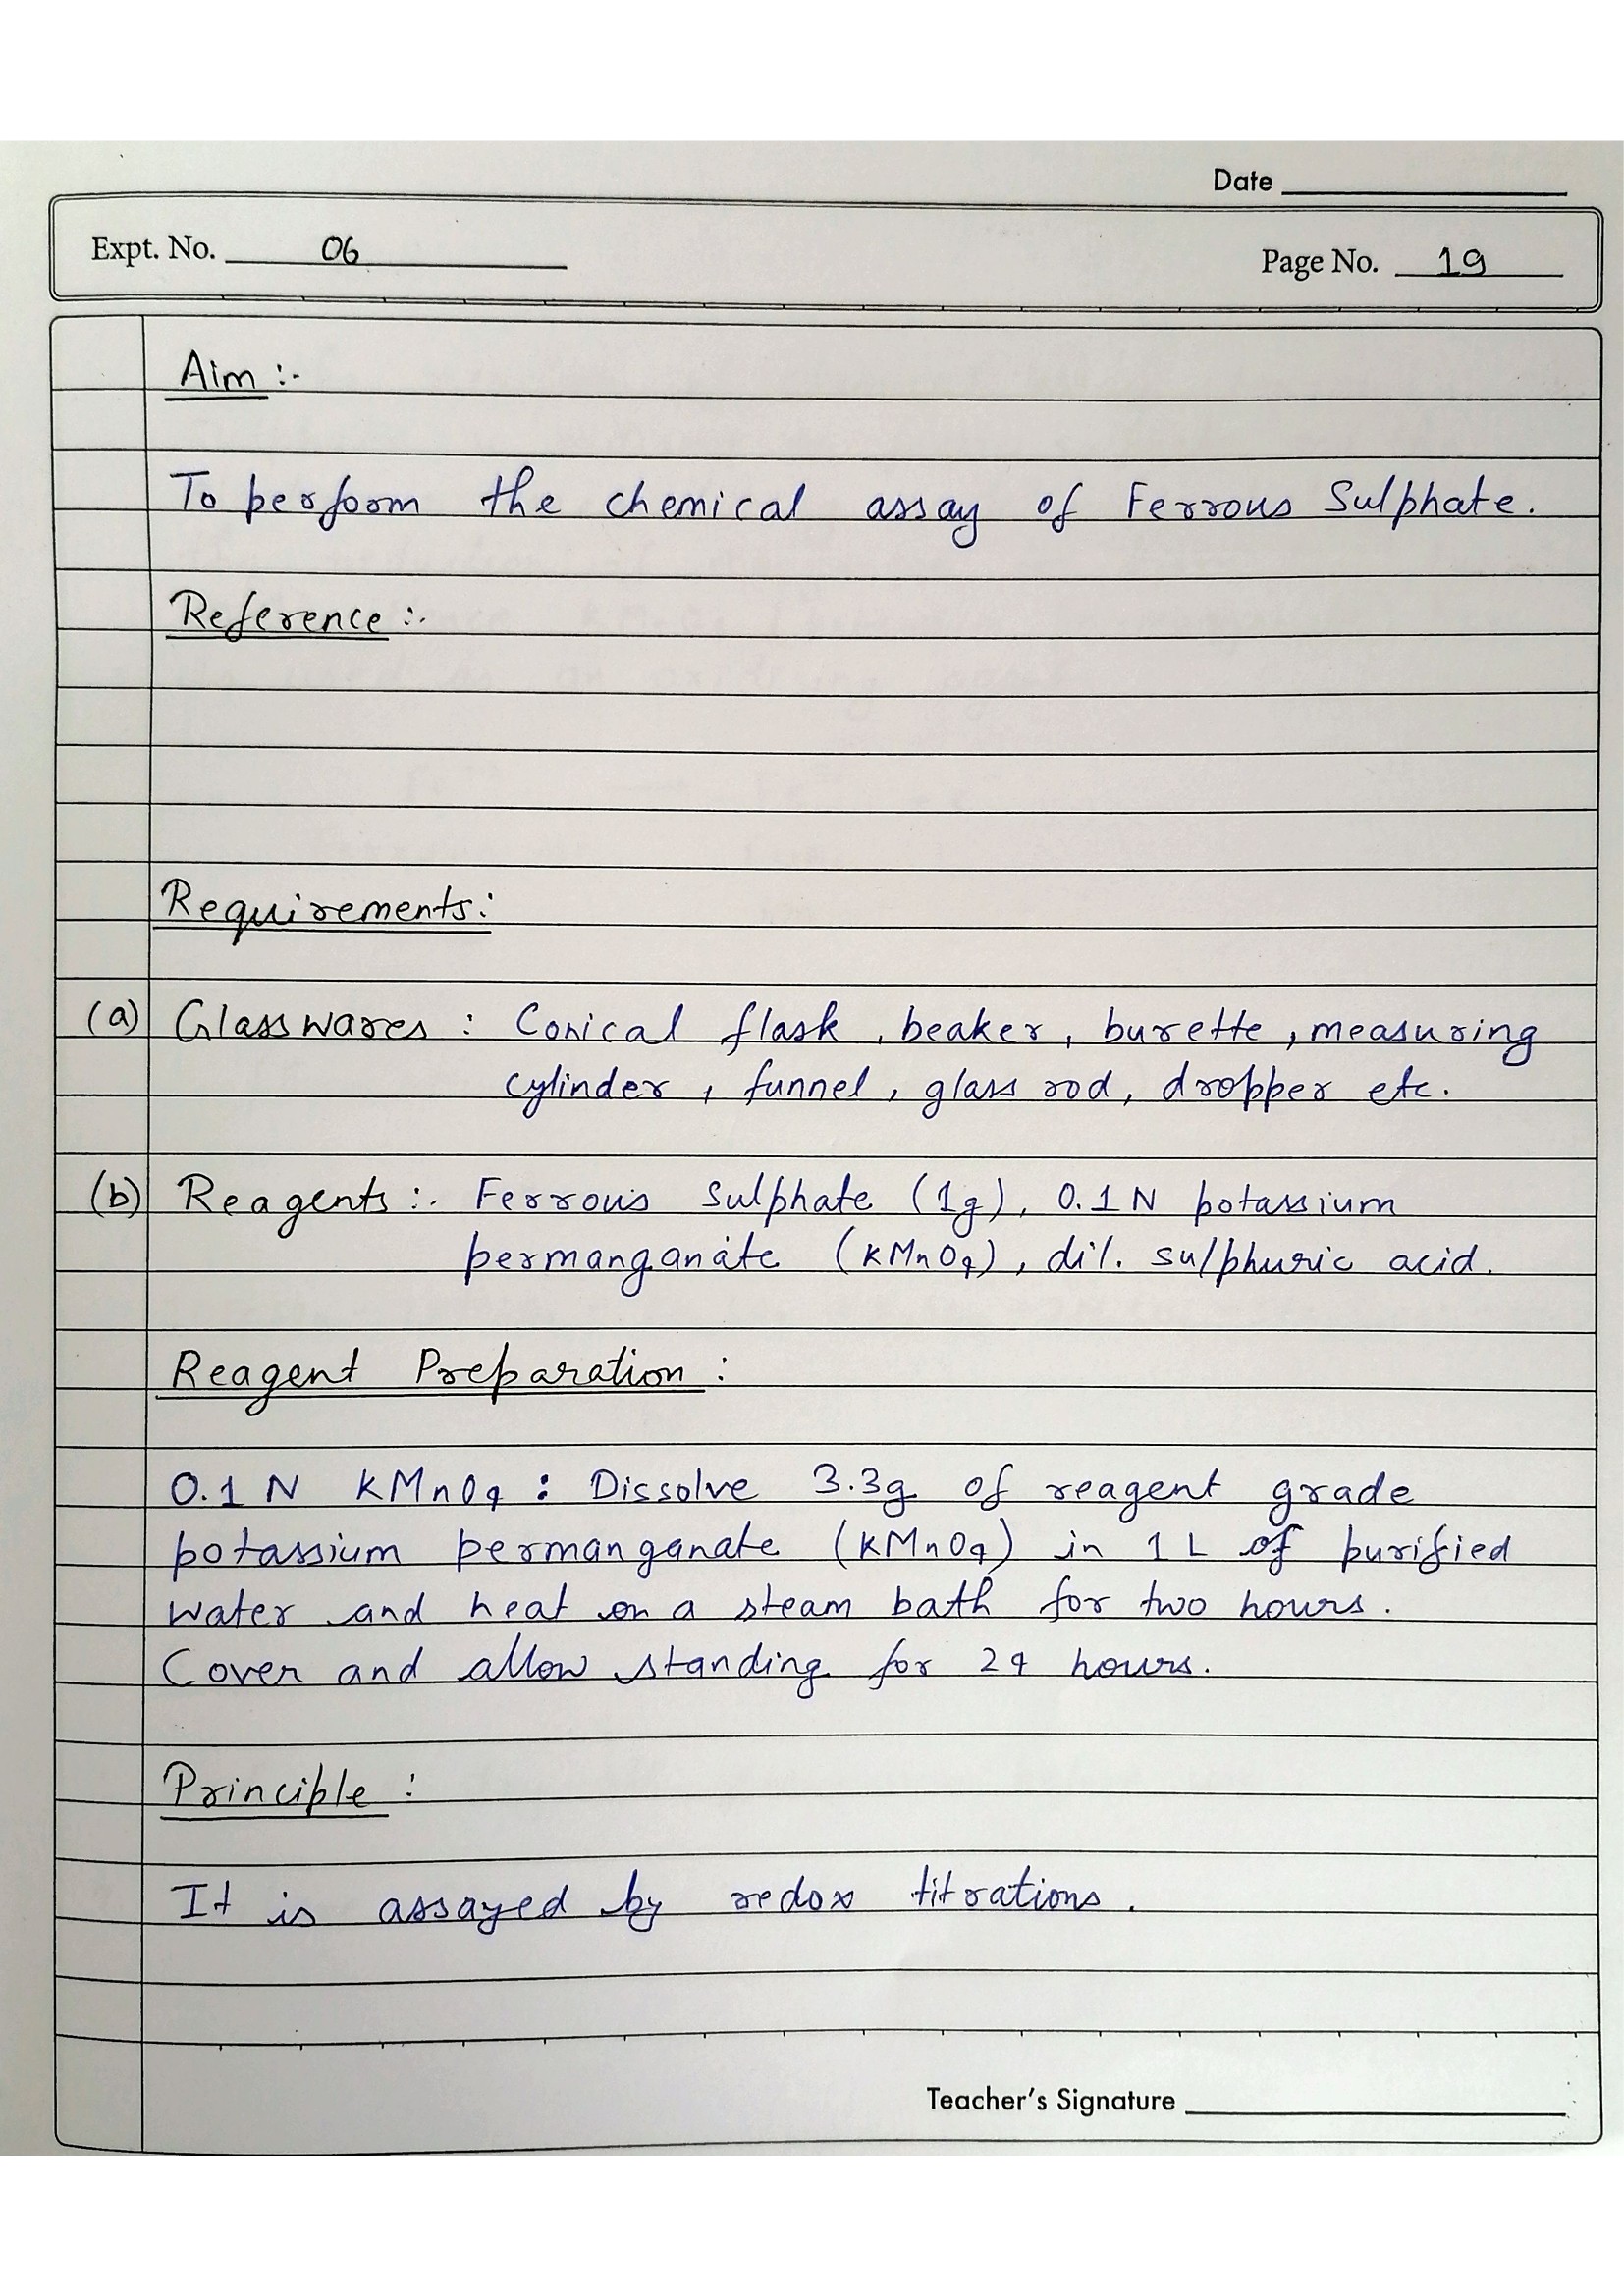 Date
Expt. No. 06
Page No. 19
Aim :-
To perform the chemical assay of Ferrous Sulphate.
Reference :-
Requirements:
(a) Glasswares : Conical flask, beaker, burette, measuring
cylinder, funnel, glass rod, dropper etc.
(b) Reagents :- Ferrous sulphate (1g), 0.1 N potassium
permanganate (KMnO4), dil. sulphuric acid.
Reagent Preparation :
0.1 N KMnO4 : Dissolve 3.3g of reagent grade
potassium permanganate (KMnO4) in 1 L of purified
water and heat on a steam bath for two hours.
Cover and allow standing for 24 hours.
Principle :
It is assayed by redox titrations.
Teacher's Signature